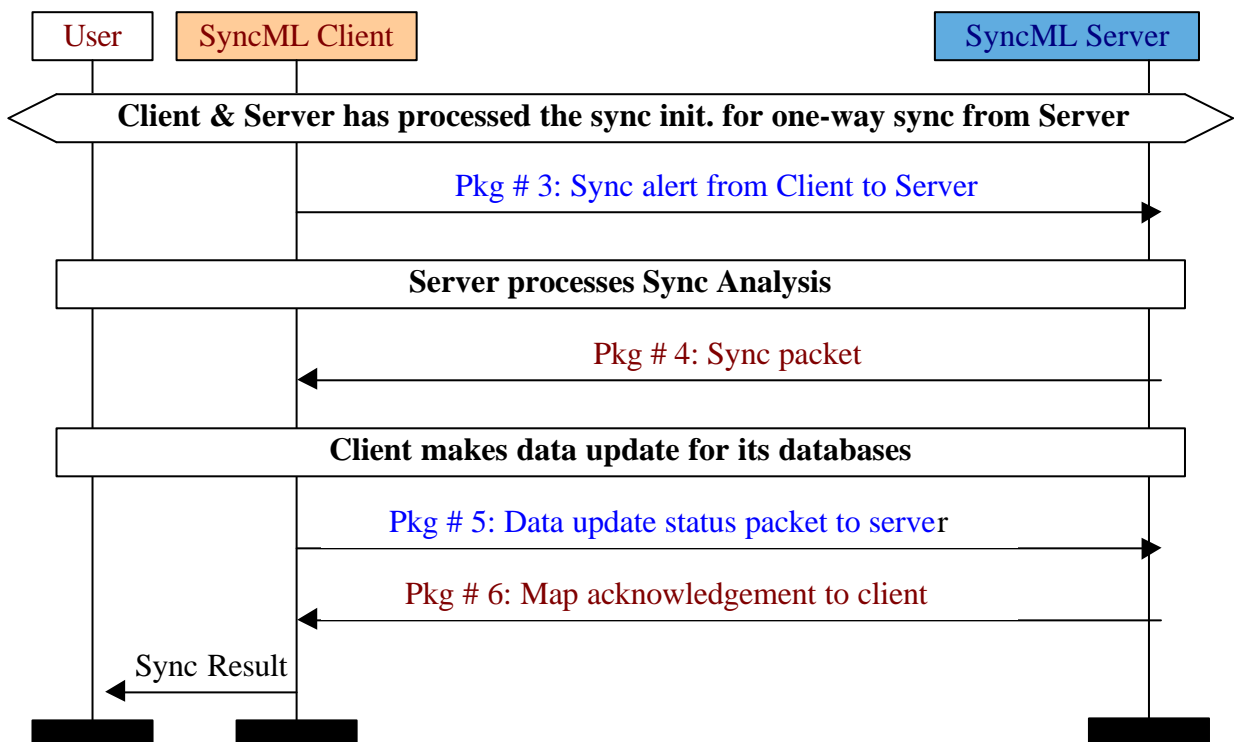 User
SyncML Client
SyncML Server
Client & Server has processed the sync init. for one-way sync from Server
Pkg # 3: Sync alert from Client to Server
Server processes Sync Analysis
Pkg # 4: Sync packet
Client makes data update for its databases
Pkg # 5: Data update status packet to server
Pkg # 6: Map acknowledgement to client
Sync Result